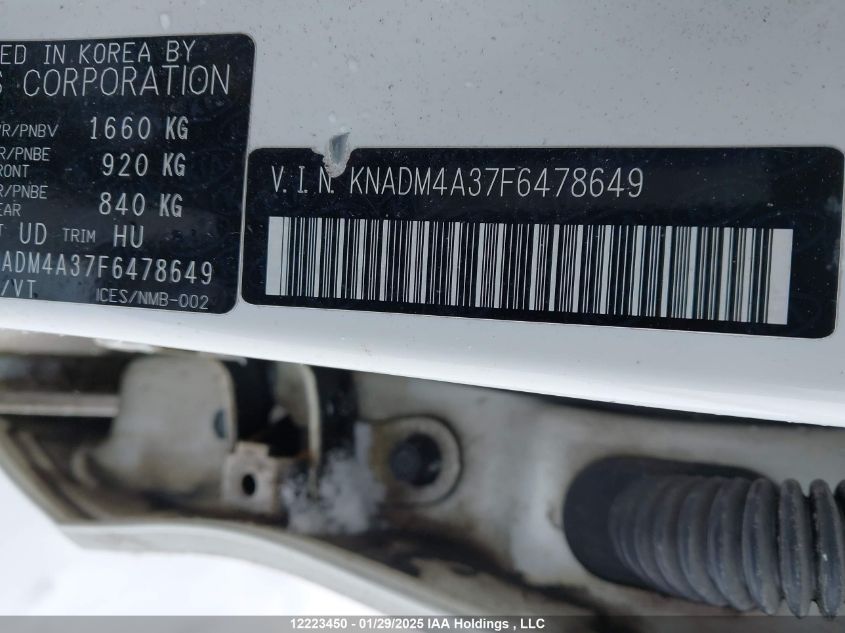 ED IN KOREA BY
S CORPORATION
R/PNBV 1660 KG
R/PNBE
RONT 920 KG
R/PNBE
EAR 840 KG
T UD TRIM HU
ADM4A37F6478649
/VT ICES/NMB-002
V.I.N. KNADM4A37F6478649
12223450 - 01/29/2025 IAA Holdings , LLC